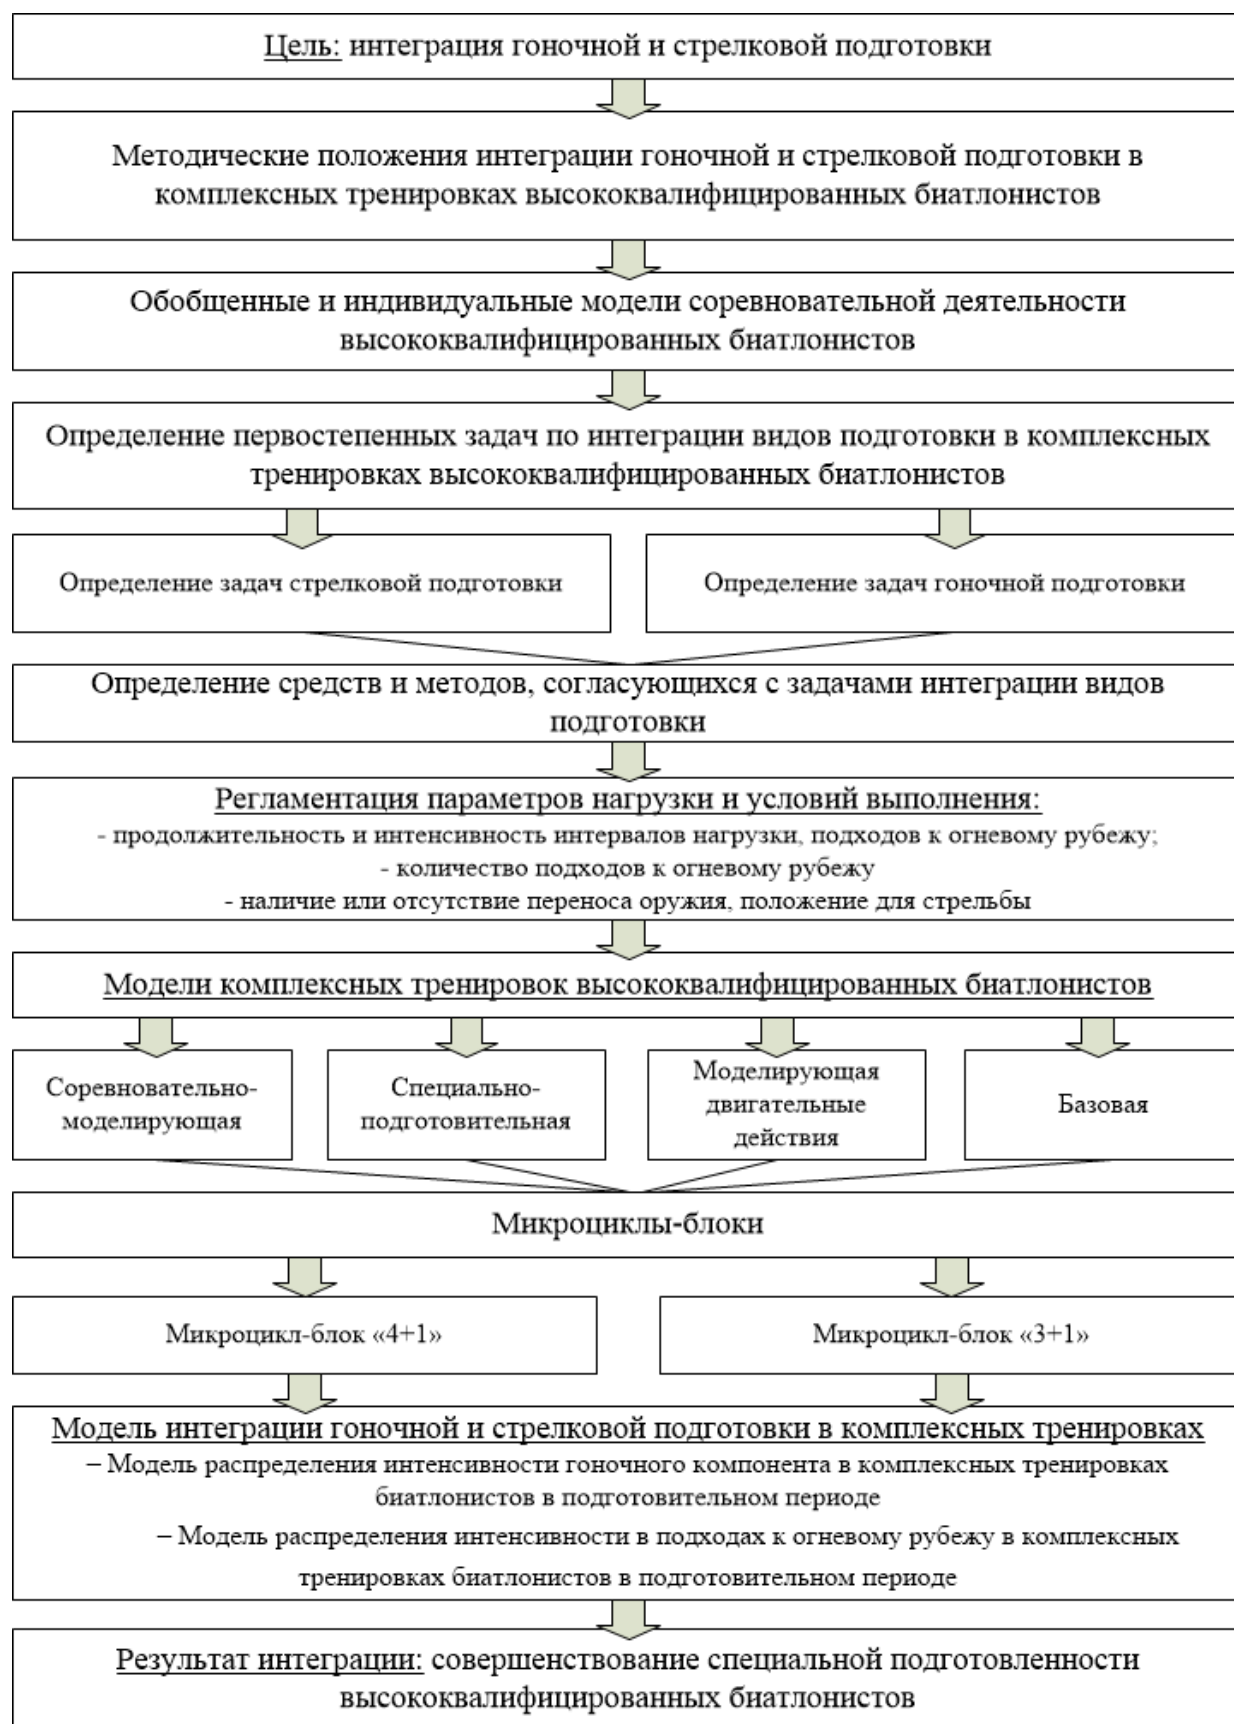 Цель: интеграция гоночной и стрелковой подготовки
Методические положения интеграции гоночной и стрелковой подготовки в
комплексных тренировках высококвалифицированных биатлонистов
Обобщенные и индивидуальные модели соревновательной деятельности
высококвалифицированных биатлонистов
Определение первостепенных задач по интеграции видов подготовки в комплексных
тренировках высококвалифицированных биатлонистов
Определение задач стрелковой подготовки
Определение задач гоночной подготовки
Определение средств и методов, согласующихся с задачами интеграции видов
подготовки
Регламентация параметров нагрузки и условий выполнения:
- продолжительность и интенсивность интервалов нагрузки, подходов к огневому рубежу;
- количество подходов к огневому рубежу
- наличие или отсутствие переноса оружия, положение для стрельбы
Модели комплексных тренировок высококвалифицированных биатлонистов
Соревновательно-
моделирующая
Специально-
подготовительная
Моделирующая
двигательные
действия
Базовая
Микроциклы-блоки
Микроцикл-блок «4+1»
Микроцикл-блок «3+1»
Модель интеграции гоночной и стрелковой подготовки в комплексных тренировках
– Модель распределения интенсивности гоночного компонента в комплексных тренировках
биатлонистов в подготовительном периоде
– Модель распределения интенсивности в подходах к огневому рубежу в комплексных
тренировках биатлонистов в подготовительном периоде
Результат интеграции: совершенствование специальной подготовленности
высококвалифицированных биатлонистов